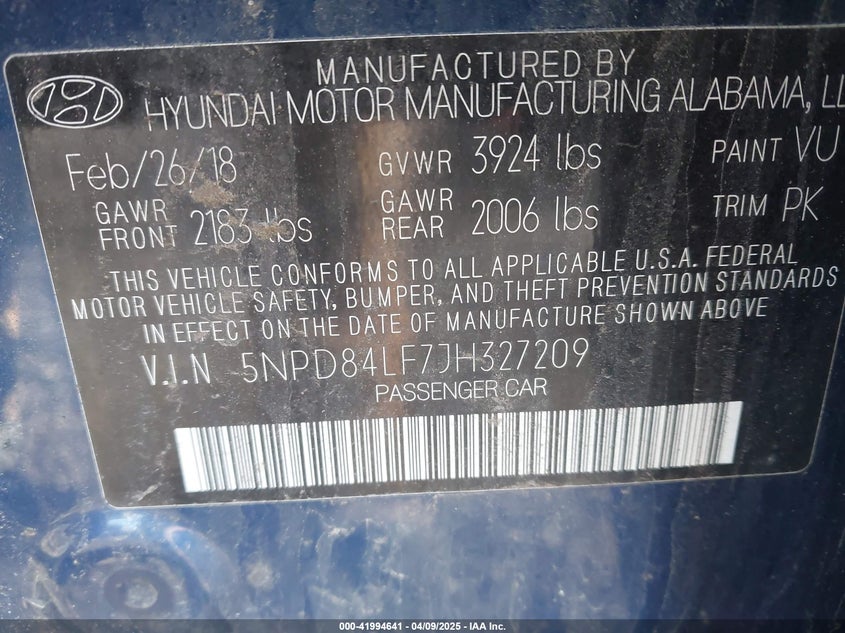 MANUFACTURED BY
HYUNDAI MOTOR MANUFACTURING ALABAMA, LL
Feb/26/18 GVWR 3924 lbs PAINT VU
GAWR FRONT 2183 lbs GAWR REAR 2006 lbs TRIM PK
THIS VEHICLE CONFORMS TO ALL APPLICABLE U.S.A. FEDERAL
MOTOR VEHICLE SAFETY, BUMPER, AND THEFT PREVENTION STANDARDS
IN EFFECT ON THE DATE OF MANUFACTURE SHOWN ABOVE
V.I.N 5NPD84LF7JH327209
PASSENGER CAR
000-41994641 | 04/09/2025 - IAA Inc.